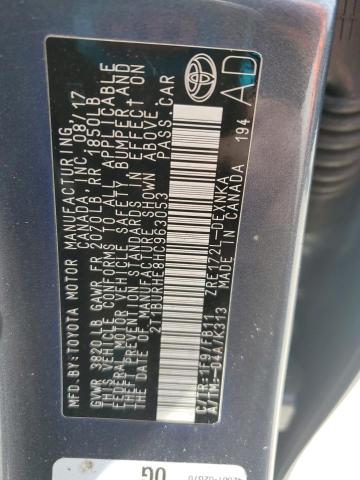 MFD.BY:TOYOTA MOTOR MANUFACTURING
CANADA, INC. 08/17
GVWR 3820LB GAWR FR 2070LB RR 1850LB
THIS VEHICLE CONFORMS TO ALL APPLICABLE
FEDERAL MOTOR VEHICLE SAFETY, BUMPER AND
THEFT PREVENTION STANDARDS IN EFFECT ON
THE DATE OF MANUFACTURE SHOWN ABOVE.
2T1BURHE8HC963053 PASS.CAR
ZRE172L-DEXNKA
C/TR:1F9/FB11 MADE IN CANADA
A/TM:-04A/K313 194
TOYOTA
AD
OG